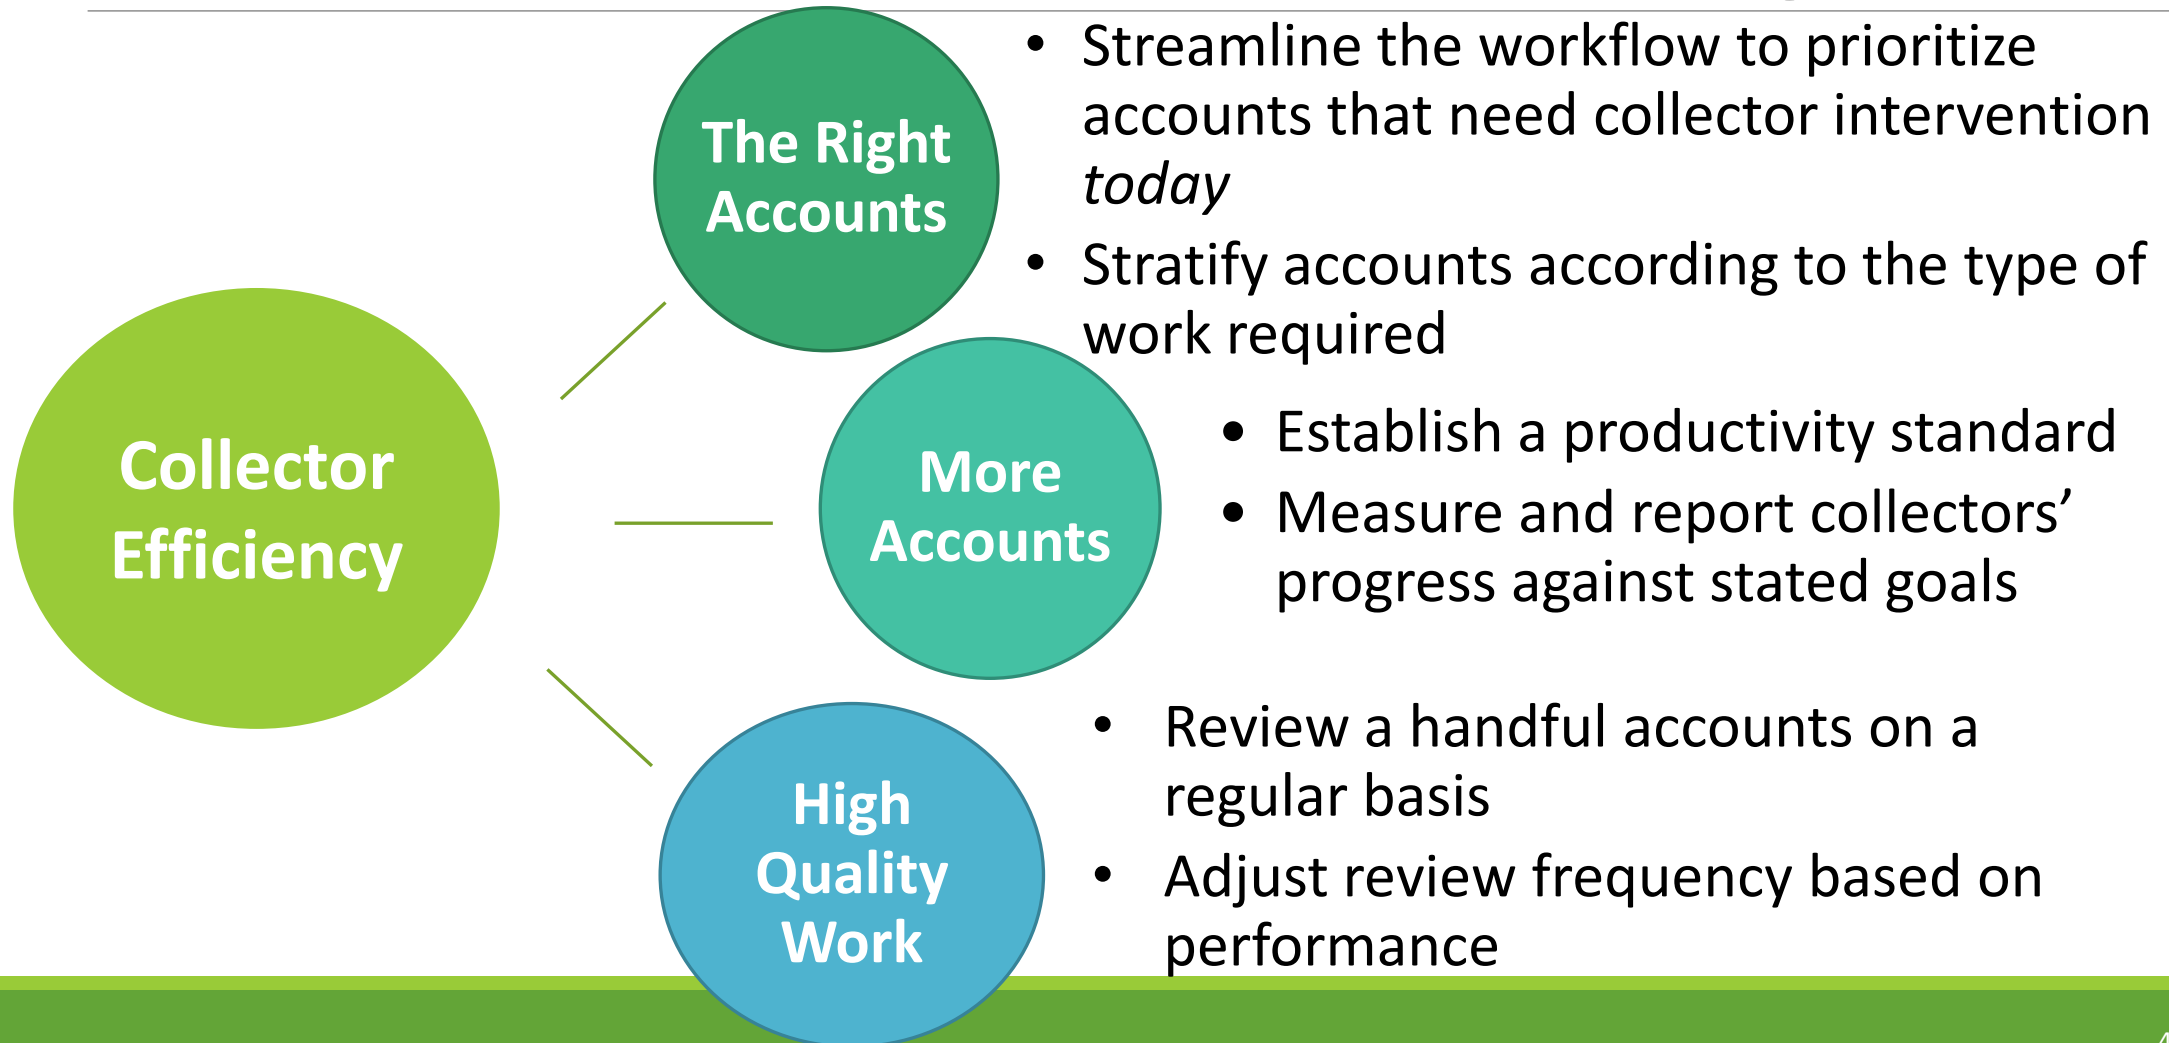 Collector
Efficiency
The Right
Accounts
• Streamline the workflow to prioritize
accounts that need collector intervention
today
• Stratify accounts according to the type of
work required
More
Accounts
• Establish a productivity standard
• Measure and report collectors’
progress against stated goals
High
Quality
Work
• Review a handful accounts on a
regular basis
• Adjust review frequency based on
performance